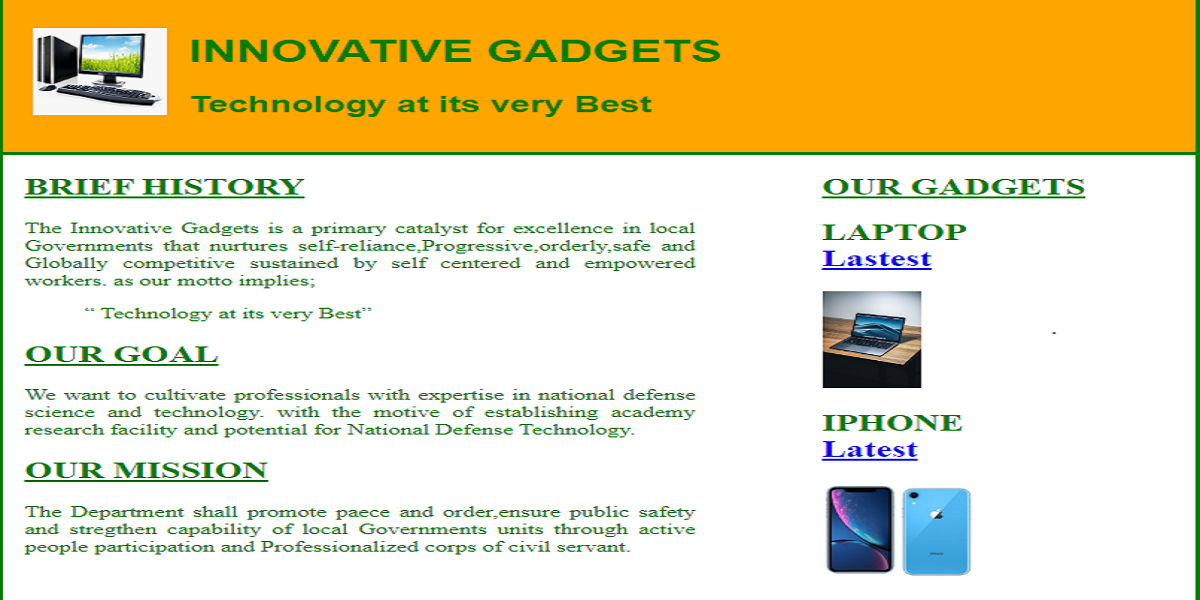 INNOVATIVE GADGETS
Technology at its very Best
BRIEF HISTORY
The Innovative Gadgets is a primary catalyst for excellence in local
Governments that nurtures self-reliance,Progressive,orderly,safe and
Globally competitive sustained by self centered and empowered
workers. as our motto implies;
“ Technology at its very Best”
OUR GOAL
We want to cultivate professionals with expertise in national defense
science and technology. with the motive of establishing academy
research facility and potential for National Defense Technology.
OUR MISSION
The Department shall promote paece and order,ensure public safety
and stregthen capability of local Governments units through active
people participation and Professionalized corps of civil servant.
OUR GADGETS
LAPTOP
Lastest
IPHONE
Latest